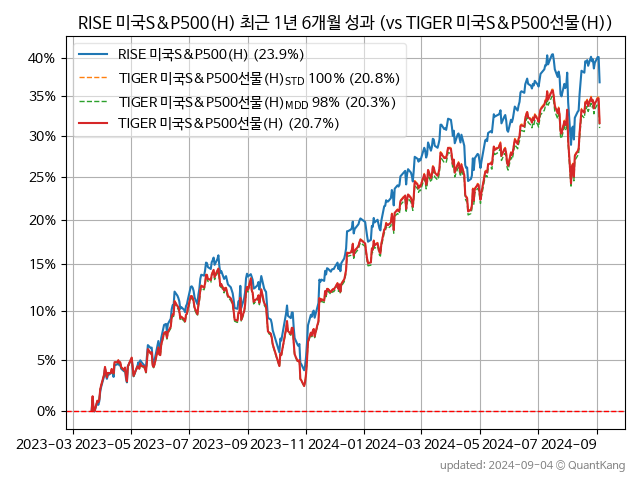 RISE 미국S&P500(H) 최근 1년 6개월 성과 (vs TIGER 미국S&P500선물(H))
RISE 미국S&P500(H) (23.9%)
TIGER 미국S&P500선물(H)STD 100% (20.8%)
TIGER 미국S&P500선물(H)MDD 98% (20.3%)
TIGER 미국S&P500선물(H) (20.7%)
40%
35%
30%
25%
20%
15%
10%
5%
0%
2023-03 2023-05 2023-07 2023-09 2023-11 2024-01 2024-03 2024-05 2024-07 2024-09
updated: 2024-09-04 © QuantKang